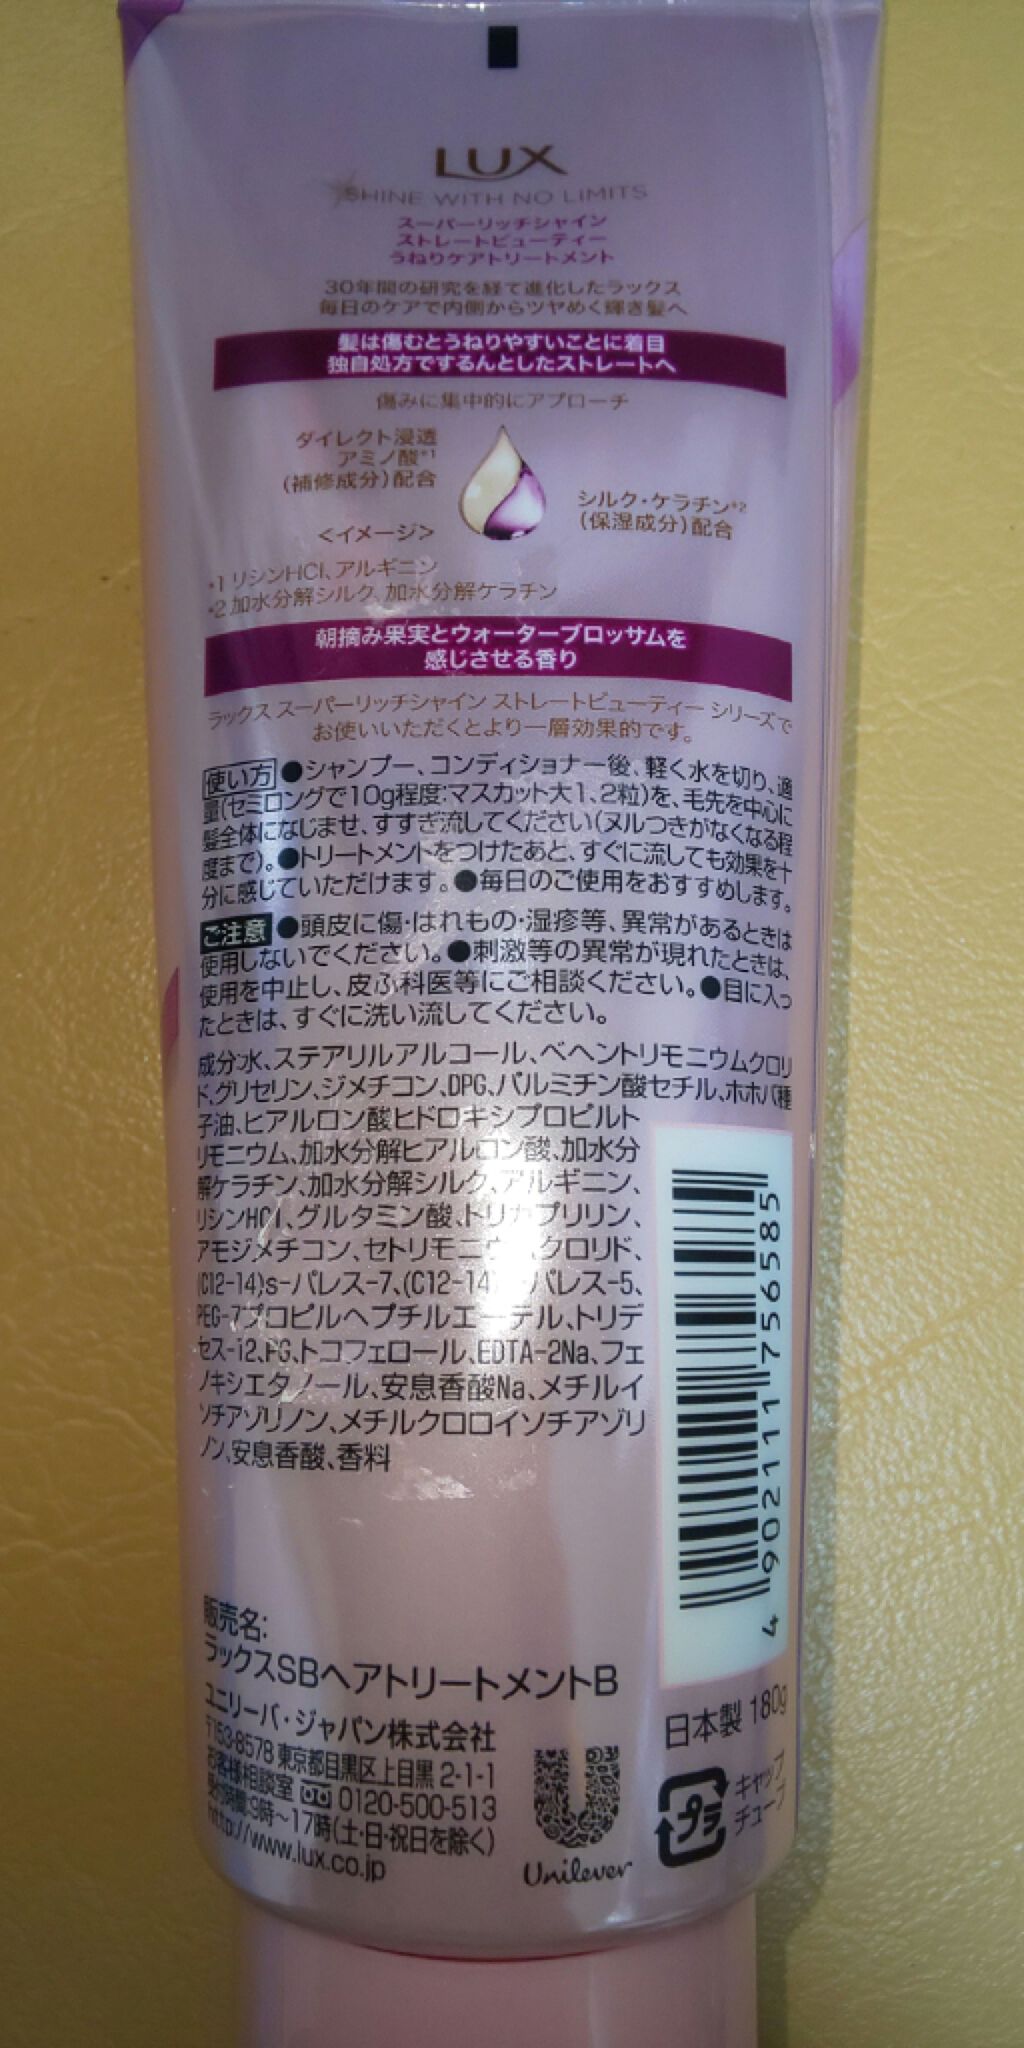 LUX
SHINE WITH NO LIMITS
スーパーリッチシャイン
ストレートビューティー
うねりケアトリートメント
30年間の研究を経て進化したラックス
毎日のケアで内側からツヤめく輝き髪へ
髪は傷むとうねりやすいことに着目
独自処方でするんとしたストレートへ
傷みに集中的にアプローチ
ダイレクト浸透
アミノ酸*1
(補修成分)配合
シルク・ケラチン*2
(保湿成分)配合
<イメージ>
*1 リシンHCl、アルギニン
*2 加水分解シルク、加水分解ケラチン
朝摘み果実とウォーターブロッサムを
感じさせる香り
ラックス スーパーリッチシャイン ストレートビューティー シリーズで
お使いいただくとより一層効果的です。
使い方 ●シャンプー、コンディショナー後、軽く水を切り、適
量(セミロングで10g程度:マスカット大1、2粒)を、毛先を中心に
髪全体になじませ、すすぎ流してください(ヌルつきがなくなる程
度まで)。●トリートメントをつけたあと、すぐに流しても効果を十
分に感じていただけます。●毎日のご使用をおすすめします。
ご注意 ●頭皮に傷・はれもの・湿疹等、異常があるときは
使用しないでください。●刺激等の異常が現れたときは、
使用を中止し、皮ふ科医等にご相談ください。●目に入っ
たときは、すぐに洗い流してください。
成分:水、ステアリルアルコール、ベヘントリモニウムクロリ
ド、グリセリン、ジメチコン、DPG、パルミチン酸セチル、ホホバ種
子油、ヒアルロン酸ヒドロキシプロピルト
リモニウム、加水分解ヒアルロン酸、加水分
解ケラチン、加水分解シルク、アルギニン、
リシンHCl、グルタミン酸、トリカプリリン、
アモジメチコン、セトリモニウムクロリド、
(C12-14)s-パレス-7、(C12-14) パレス-5、
PEG-7プロピルヘプチルエーテル、トリデ
セス-12、PG、トコフェロール、EDTA-2Na、フェ
ノキシエタノール、安息香酸Na、メチルイ
ソチアゾリノン、メチルクロロイソチアゾリ
ノン、安息香酸、香料
4 902111 756585
販売名:
ラックスSBヘアトリートメントB
ユニリーバ・ジャパン株式会社
〒153-8578 東京都目黒区上目黒 2-1-1
お客様相談室 0120-500-513
受付時間:9時~17時(土・日・祝日を除く)
http://www.lux.co.jp
Unilever
日本製 180g
プラ
キャップ
チューブ